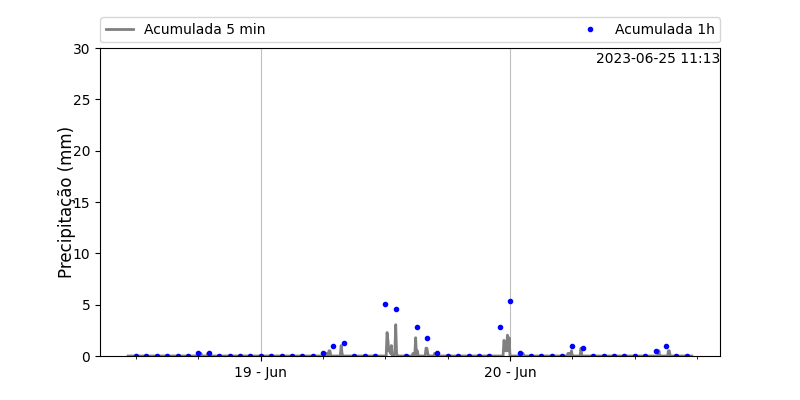 Acumulada 5 min
Acumulada 1h
2023-06-25 11:13
Precipitação (mm)
30
25
20
15
10
5
0
19 - Jun
20 - Jun